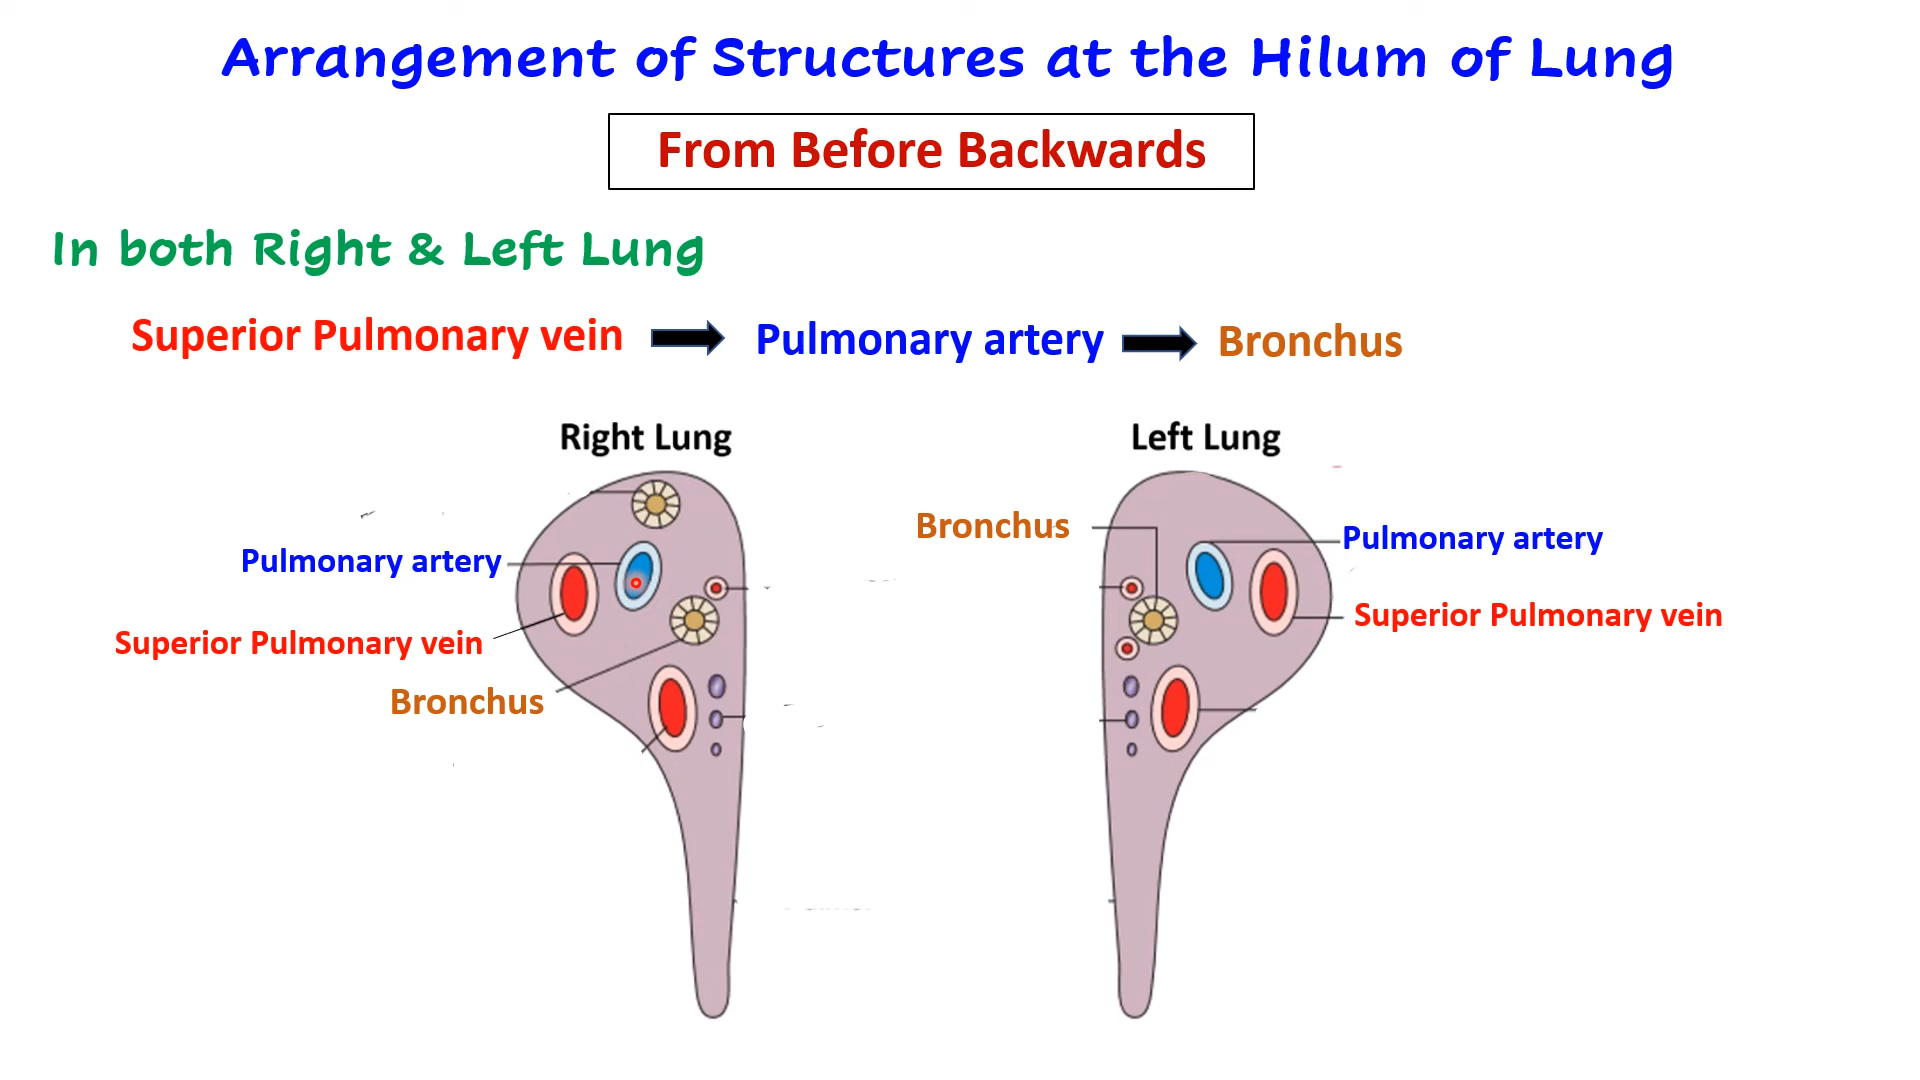 Arrangement of Structures at the Hilum of Lung
From Before Backwards
In both Right & Left Lung
Superior Pulmonary vein Pulmonary artery Bronchus
Right Lung
Left Lung
Pulmonary artery
Superior Pulmonary vein
Bronchus
Bronchus
Pulmonary artery
Superior Pulmonary vein